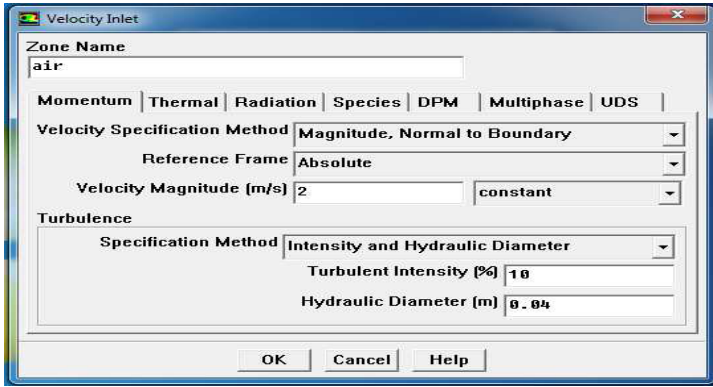 Velocity Inlet
Zone Name
air
Momentum Thermal Radiation Species DPM Multiphase UDS
Velocity Specification Method Magnitude, Normal to Boundary
Reference Frame Absolute
Velocity Magnitude (m/s) 2 constant
Turbulence
Specification Method Intensity and Hydraulic Diameter
Turbulent Intensity (%) 10
Hydraulic Diameter (m) 0.04
OK Cancel Help